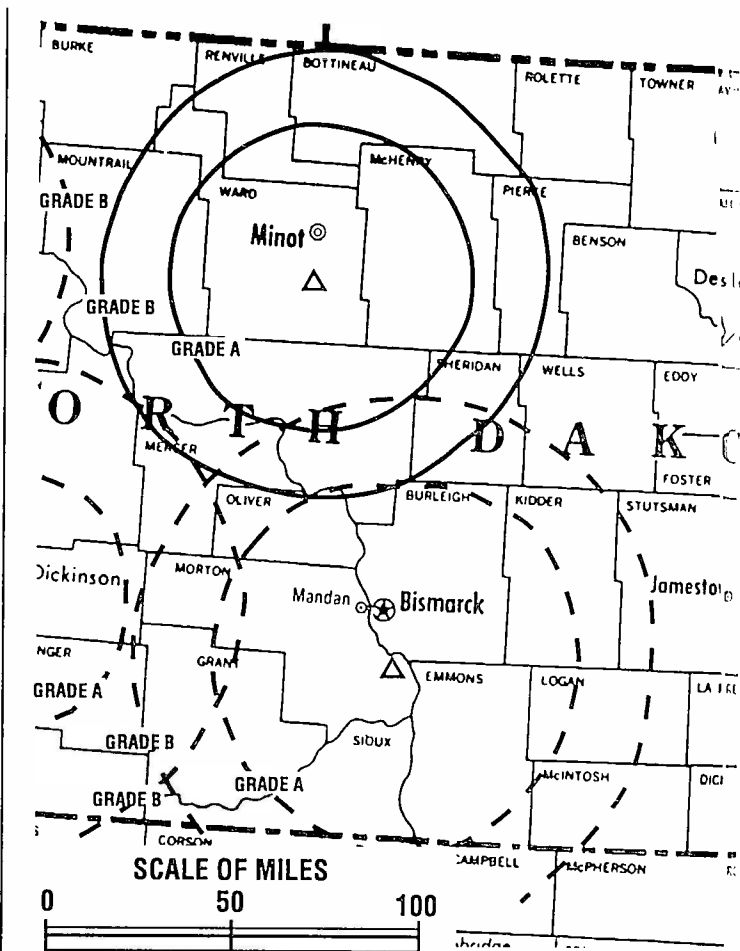 BURKE
RENVILLE
BOTTINEAU
ROLETTE
TOWNER
MOUNTRAIL
McHENRY
WARD
PIERCE
GRADE B
Minot
BENSON
GRADE B
GRADE A
SHERIDAN
WELLS
EDDY
O R T H D A K
MERCER
FOSTER
OLIVER
BURLEIGH
KIDDER
STUTSMAN
MORTON
Dickinson
Mandan
Bismarck
GRANT
EMMONS
LOGAN
GRADE A
GRADE B
SIOUX
GRADE A
McINTOSH
GRADE B
CORSON
SCALE OF MILES
0 50 100
CAMPBELL
McPHERSON